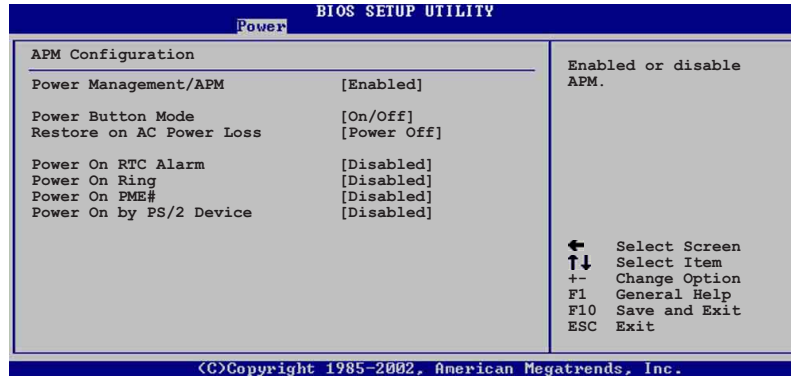 BIOS SETUP UTILITY
Power
APM Configuration
Power Management/APM [Enabled]
Power Button Mode [On/Off]
Restore on AC Power Loss [Power Off]
Power On RTC Alarm [Disabled]
Power On Ring [Disabled]
Power On PME# [Disabled]
Power On by PS/2 Device [Disabled]
Enabled or disable
APM.
← Select Screen
↑↓ Select Item
+- Change Option
F1 General Help
F10 Save and Exit
ESC Exit
(C)Copyright 1985-2002, American Megatrends, Inc.